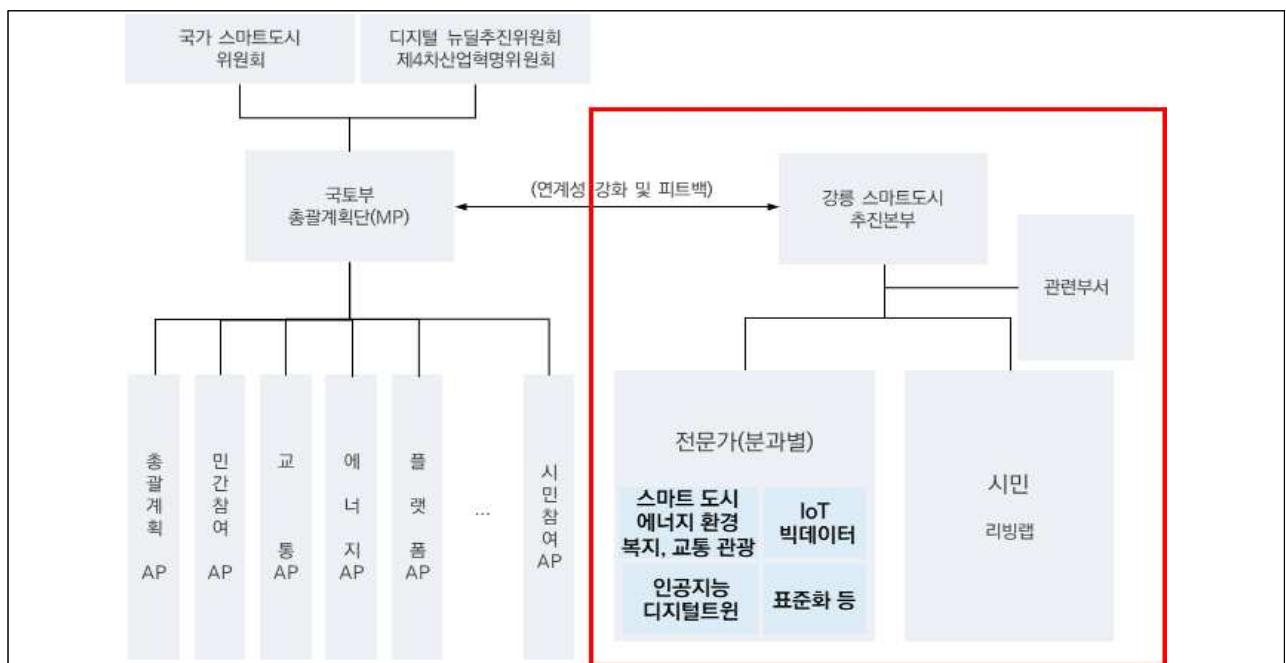 국가 스마트도시
위원회
디지털 뉴딜추진위원회
제4차산업혁명위원회
국토부
총괄계획단(MP)
(연계성 강화 및 피트백)
강릉 스마트도시
추진본부
관련부서
총괄계획 AP
민간참여 AP
교통 AP
에너지 AP
플랫폼 AP
...
시민참여 AP
전문가(분과별)
스마트 도시
에너지 환경
복지, 교통 관광
IoT
빅데이터
인공지능
디지털트윈
표준화 등
시민
리빙랩